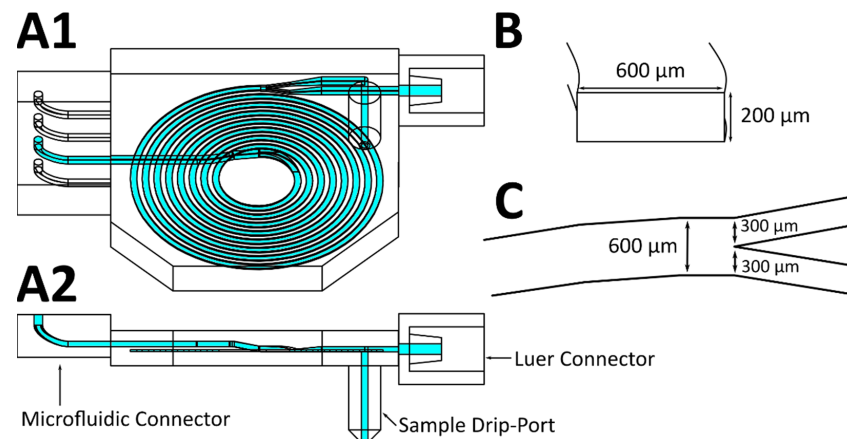 A1
B
600 µm
200 µm
C
600 µm
300 µm
300 µm
A2
Luer Connector
Microfluidic Connector
Sample Drip-Port